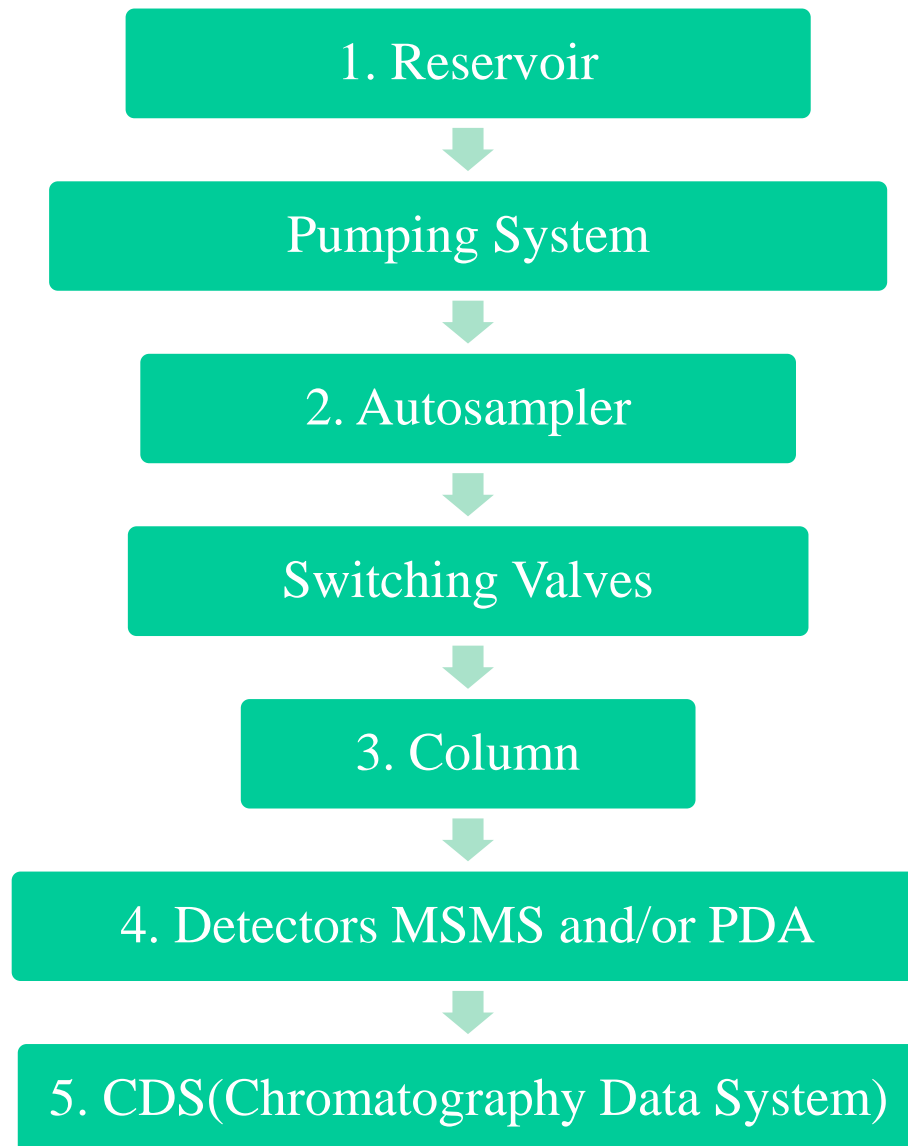 1. Reservoir
Pumping System
2. Autosampler
Switching Valves
3. Column
4. Detectors MSMS and/or PDA
5. CDS(Chromatography Data System)